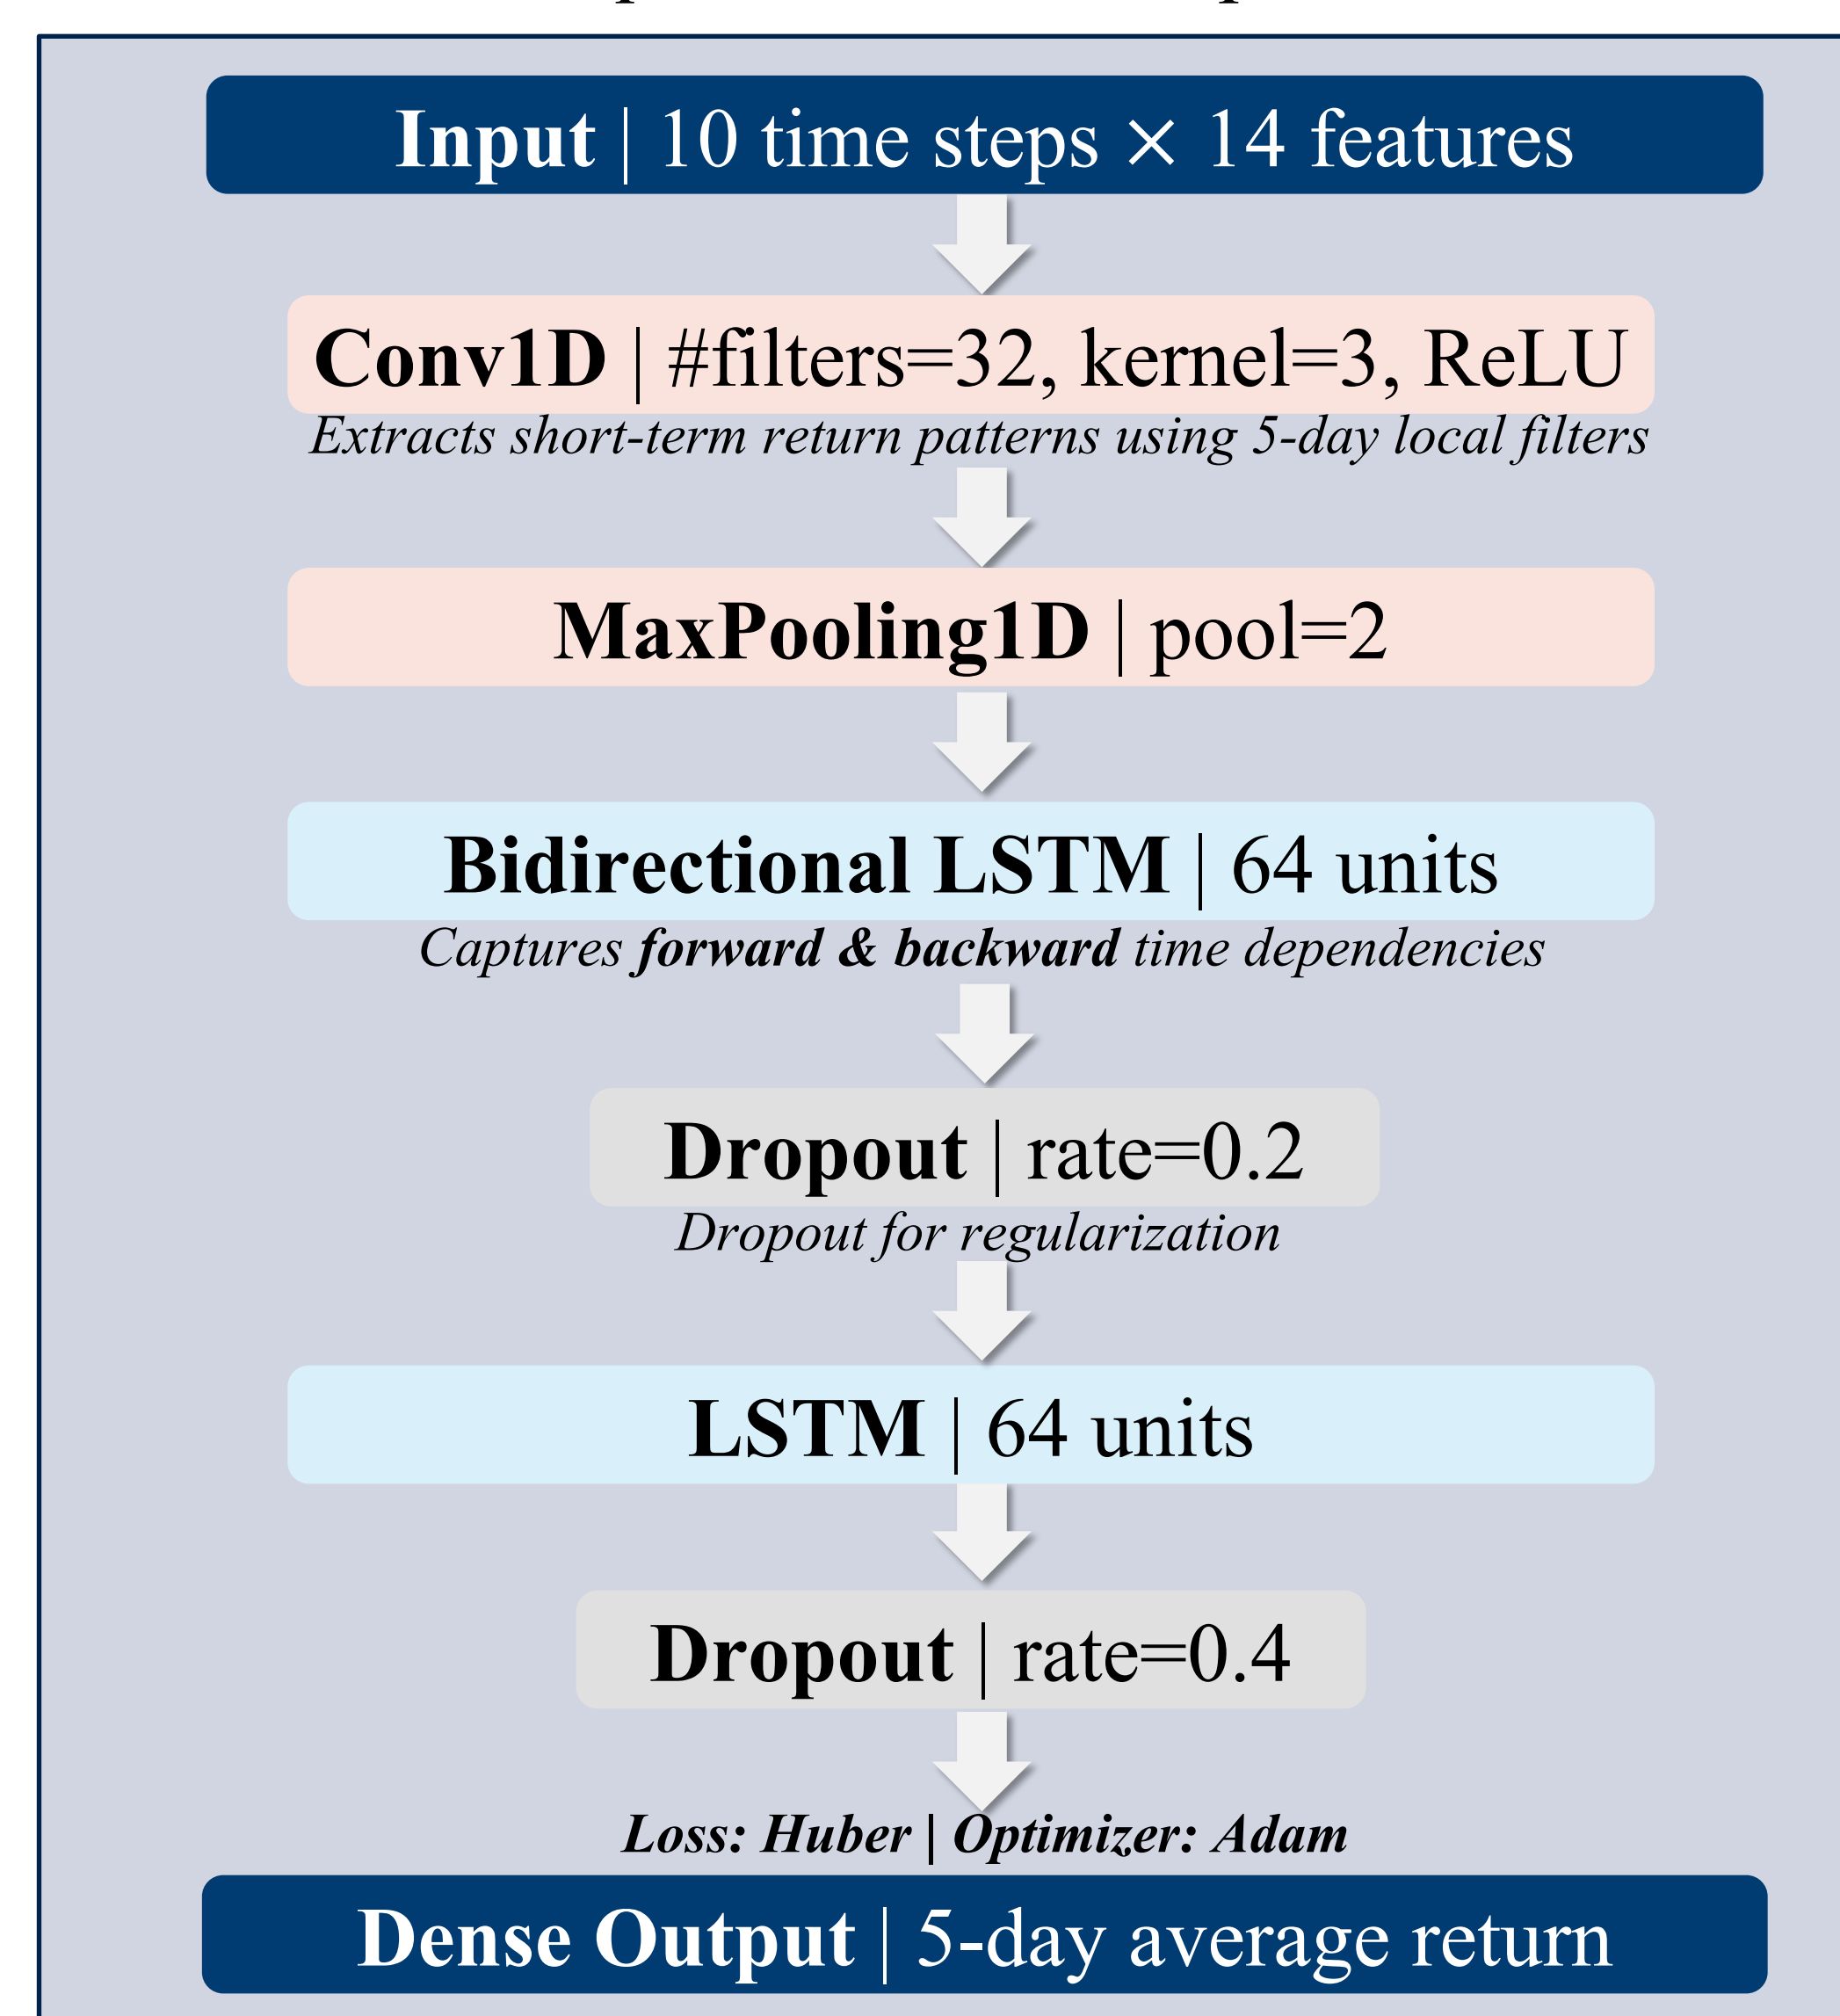 Input | 10 time steps × 14 features
Conv1D | #filters=32, kernel=3, ReLU
Extracts short-term return patterns using 5-day local filters
MaxPooling1D | pool=2
Bidirectional LSTM | 64 units
Captures forward & backward time dependencies
Dropout | rate=0.2
Dropout for regularization
LSTM | 64 units
Dropout | rate=0.4
Loss: Huber | Optimizer: Adam
Dense Output | 5-day average return